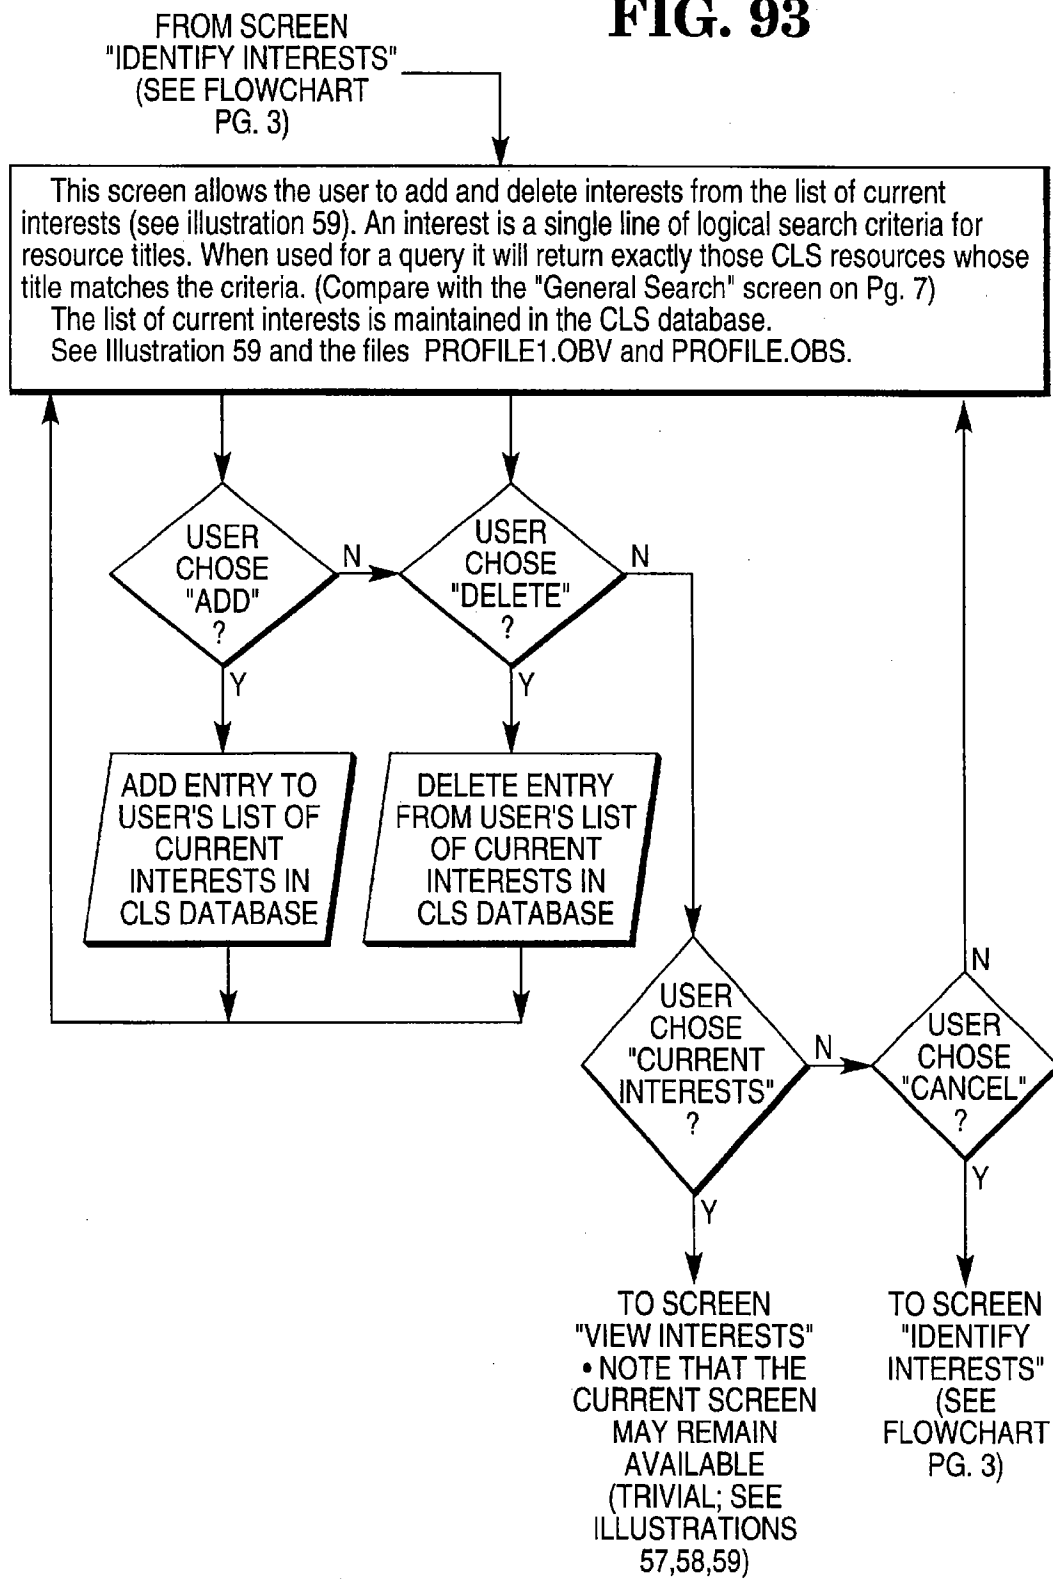 FIG. 93
FROM SCREEN
"IDENTIFY INTERESTS"
(SEE FLOWCHART
PG. 3)
This screen allows the user to add and delete interests from the list of current
interests (see illustration 59). An interest is a single line of logical search criteria for
resource titles. When used for a query it will return exactly those CLS resources whose
title matches the criteria. (Compare with the "General Search" screen on Pg. 7)
The list of current interests is maintained in the CLS database.
See Illustration 59 and the files PROFILE1.OBV and PROFILE.OBS.
USER
CHOSE
"ADD"
?
N
Y
USER
CHOSE
"DELETE"
?
N
Y
ADD ENTRY TO
USER'S LIST OF
CURRENT
INTERESTS IN
CLS DATABASE
DELETE ENTRY
FROM USER'S LIST
OF CURRENT
INTERESTS IN
CLS DATABASE
USER
CHOSE
"CURRENT
INTERESTS"
?
N
Y
USER
CHOSE
"CANCEL"
?
N
Y
TO SCREEN
"VIEW INTERESTS"
• NOTE THAT THE
CURRENT SCREEN
MAY REMAIN
AVAILABLE
(TRIVIAL; SEE
ILLUSTRATIONS
57,58,59)
TO SCREEN
"IDENTIFY
INTERESTS"
(SEE
FLOWCHART
PG. 3)